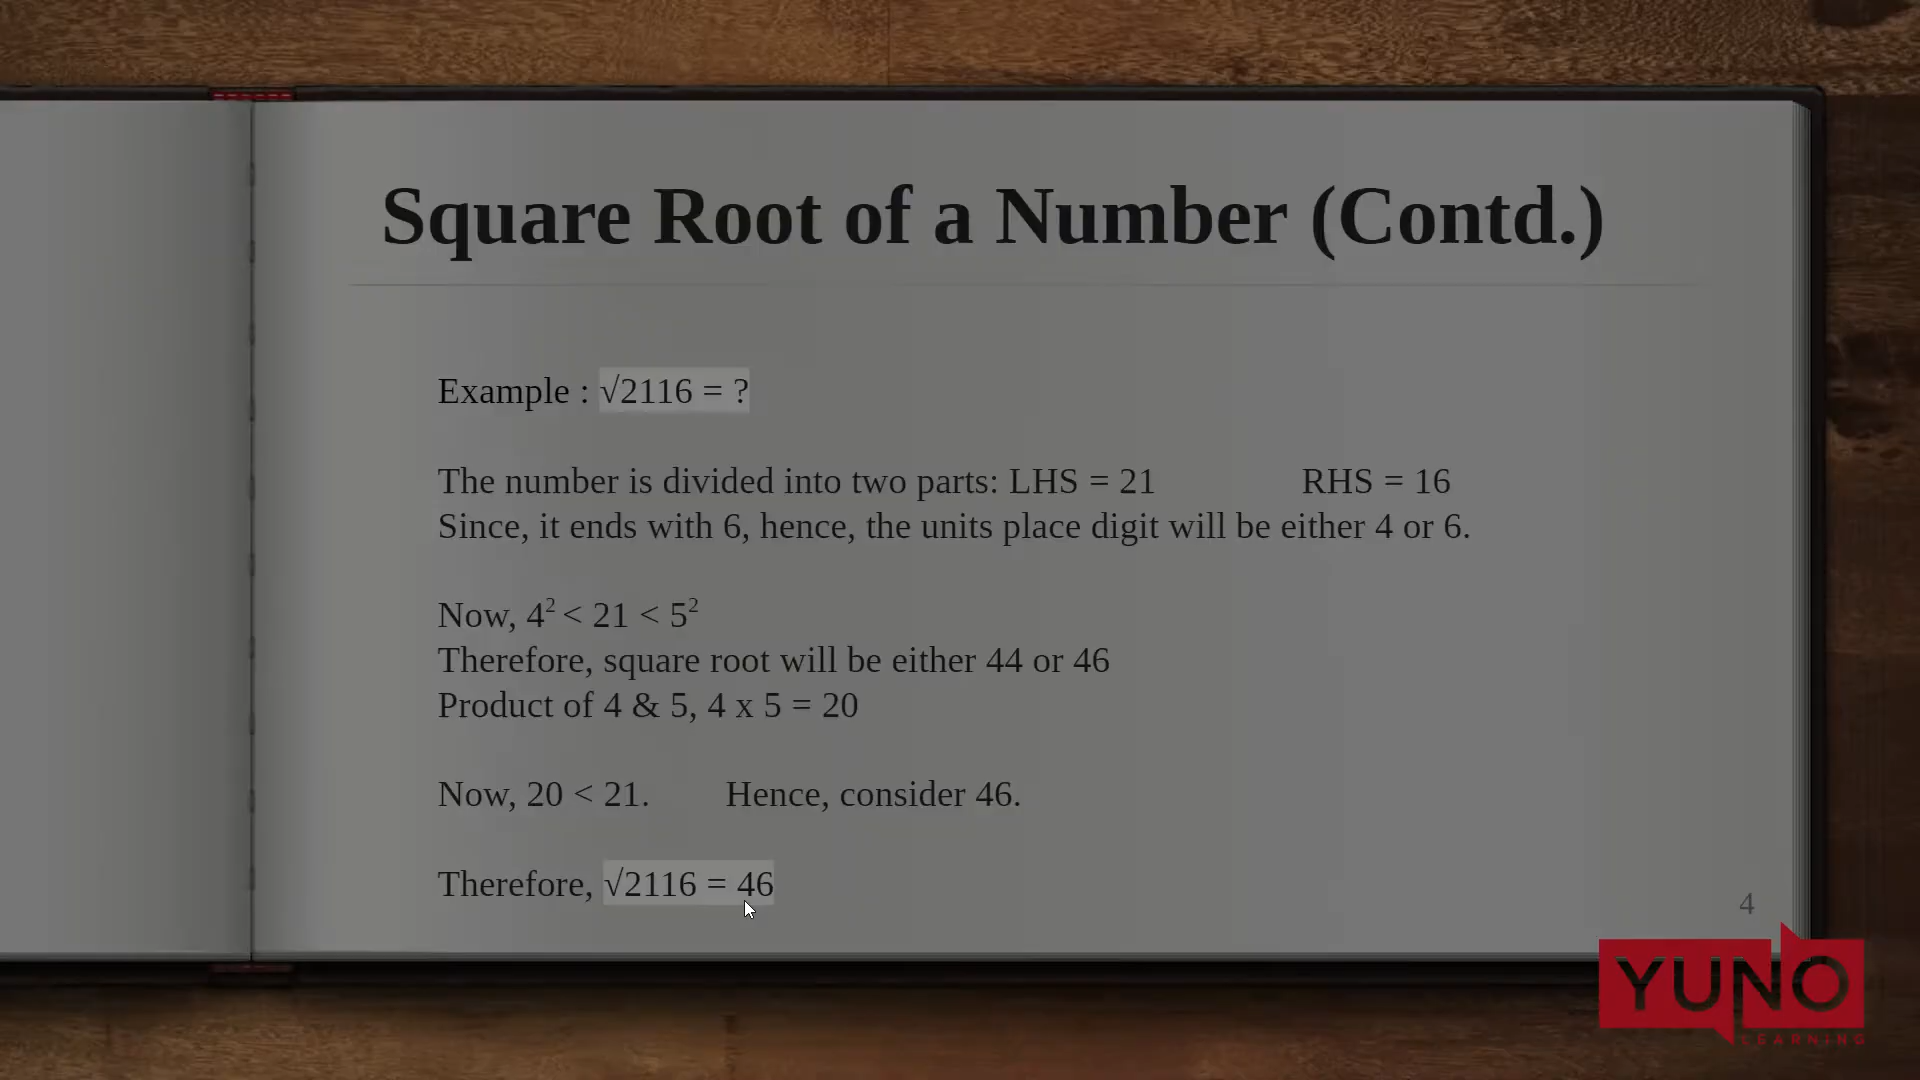 Square Root of a Number (Contd.)
Example : √2116 = ?
The number is divided into two parts: LHS = 21 RHS = 16
Since, it ends with 6, hence, the units place digit will be either 4 or 6.
Now, 4² < 21 < 5²
Therefore, square root will be either 44 or 46
Product of 4 & 5, 4 x 5 = 20
Now, 20 < 21. Hence, consider 46.
Therefore, √2116 = 46
4
YUNO
LEARNING